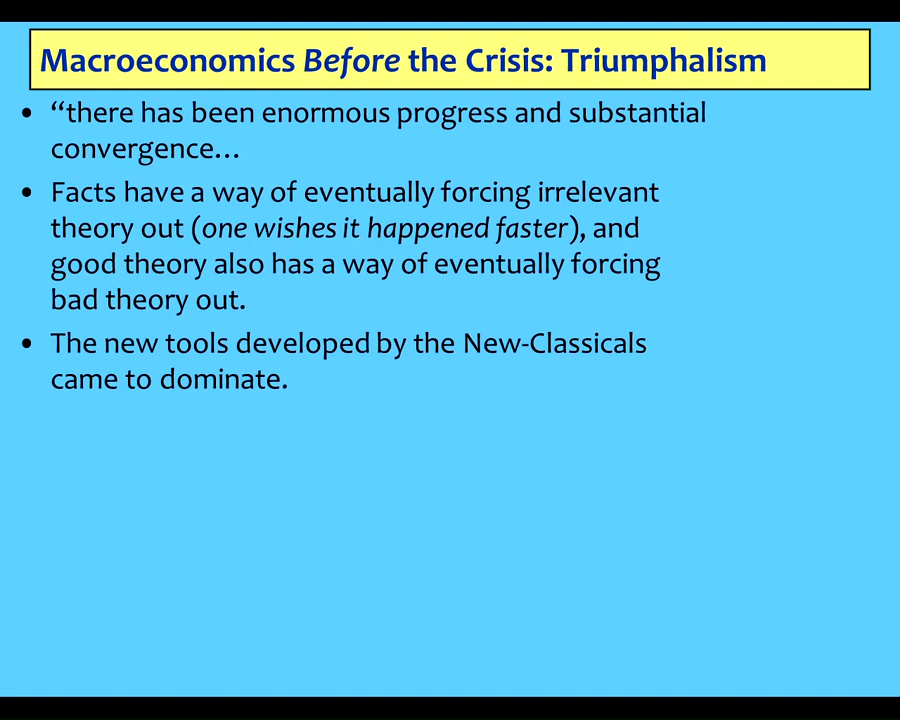 Macroeconomics Before the Crisis: Triumphalism
• “there has been enormous progress and substantial
convergence…
• Facts have a way of eventually forcing irrelevant
theory out (one wishes it happened faster), and
good theory also has a way of eventually forcing
bad theory out.
• The new tools developed by the New-Classicals
came to dominate.